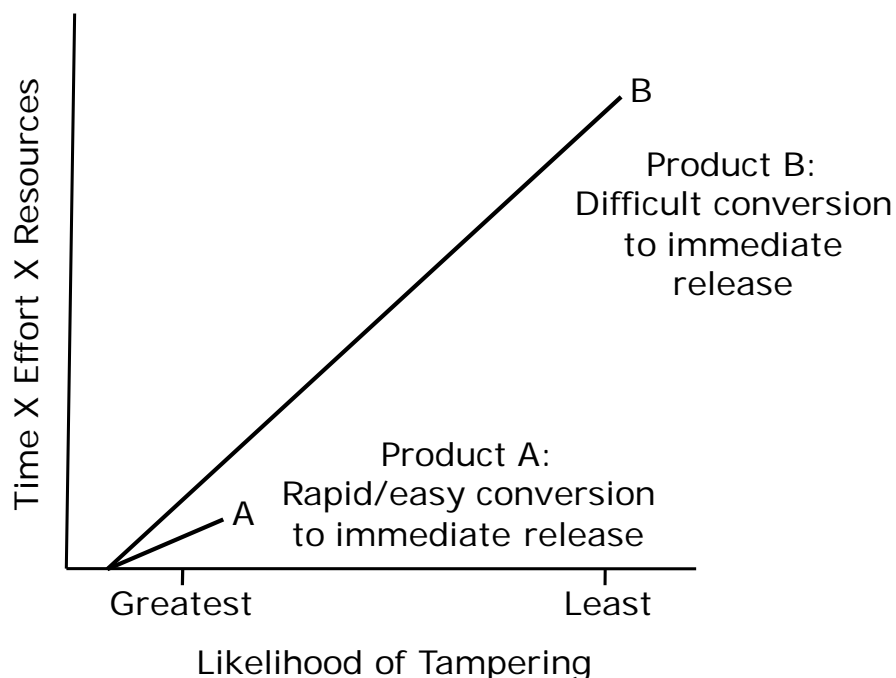 Time X Effort X Resources
B
Product B:
Difficult conversion
to immediate
release
Product A:
Rapid/easy conversion
to immediate release
A
Greatest
Least
Likelihood of Tampering